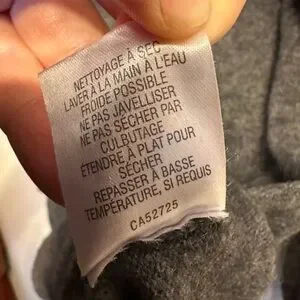 NETTOYAGE À SEC
LAVER À LA MAIN À L'EAU
FROIDE POSSIBLE
NE PAS JAVELLISER
NE PAS SÉCHER PAR
CULBUTAGE
ÉTENDRE À PLAT POUR
SÉCHER
REPASSER À BASSE
TEMPÉRATURE, SI REQUIS
CA52725